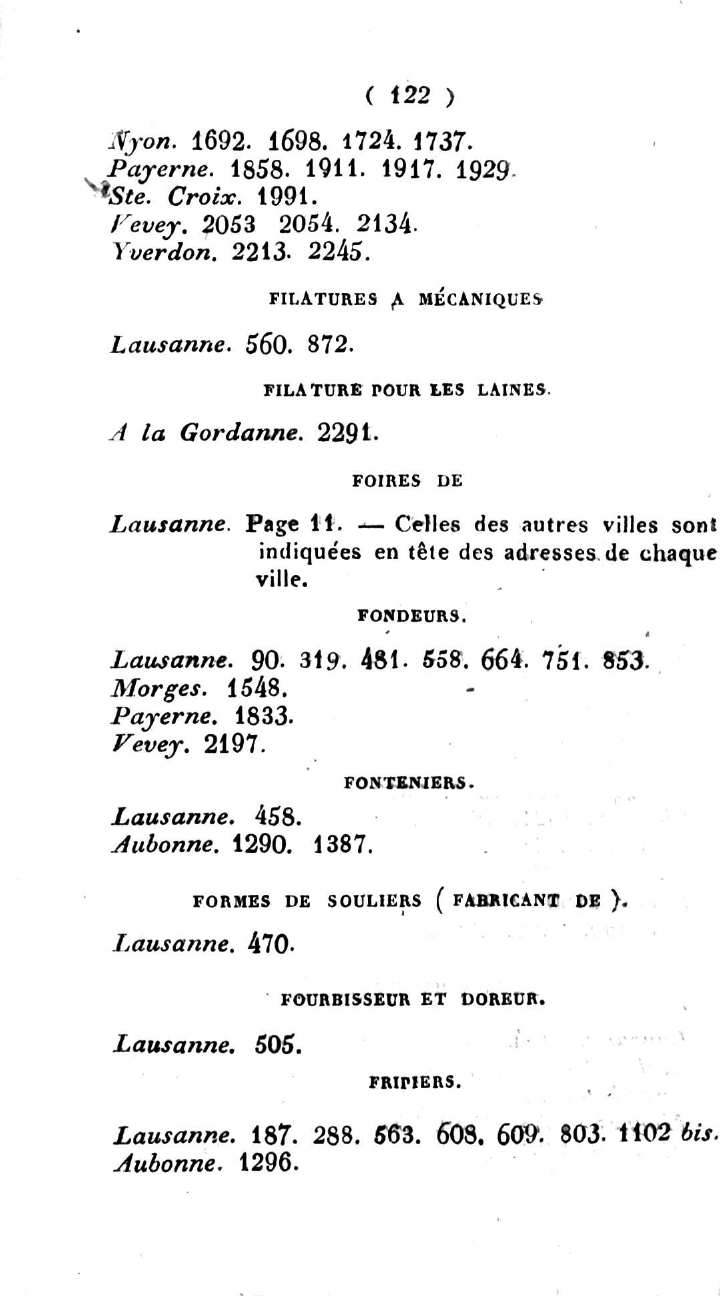 ( 122 )
Nyon. 1692. 1698. 1724. 1737.
Payerne. 1858. 1911. 1917. 1929.
Ste. Croix. 1991.
Vevey. 2053 2054. 2134.
Yverdon. 2213. 2245.
FILATURES A MÉCANIQUES
Lausanne. 560. 872.
FILATURE POUR LES LAINES.
A la Gordanne. 2291.
FOIRES DE
Lausanne. Page 11. — Celles des autres villes sont
indiquées en tête des adresses de chaque
ville.
FONDEURS.
Lausanne. 90. 319. 481. 558. 664. 751. 853.
Morges. 1548.
Payerne. 1833.
Vevey. 2197.
FONTENIERS.
Lausanne. 458.
Aubonne. 1290. 1387.
FORMES DE SOULIERS ( FABRICANT DE ).
Lausanne. 470.
FOURBISSEUR ET DOREUR.
Lausanne. 505.
FRIPIERS.
Lausanne. 187. 288. 563. 608. 609. 803. 1102 bis.
Aubonne. 1296.